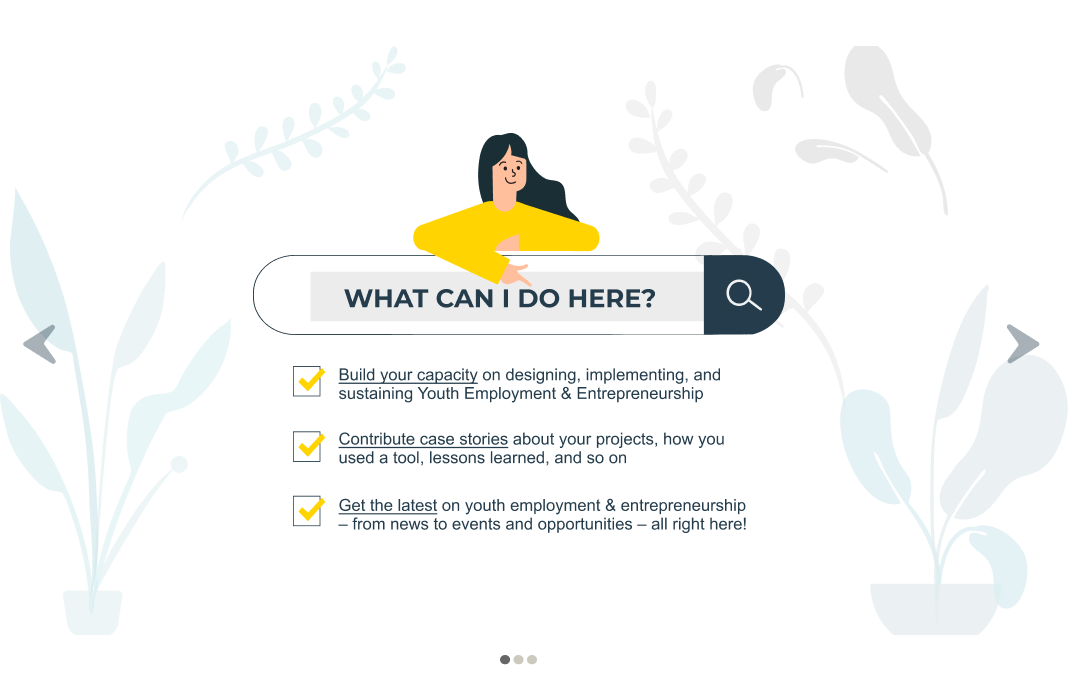 WHAT CAN I DO HERE?
Build your capacity on designing, implementing, and
sustaining Youth Employment & Entrepreneurship
Contribute case stories about your projects, how you
used a tool, lessons learned, and so on
Get the latest on youth employment & entrepreneurship
– from news to events and opportunities – all right here!